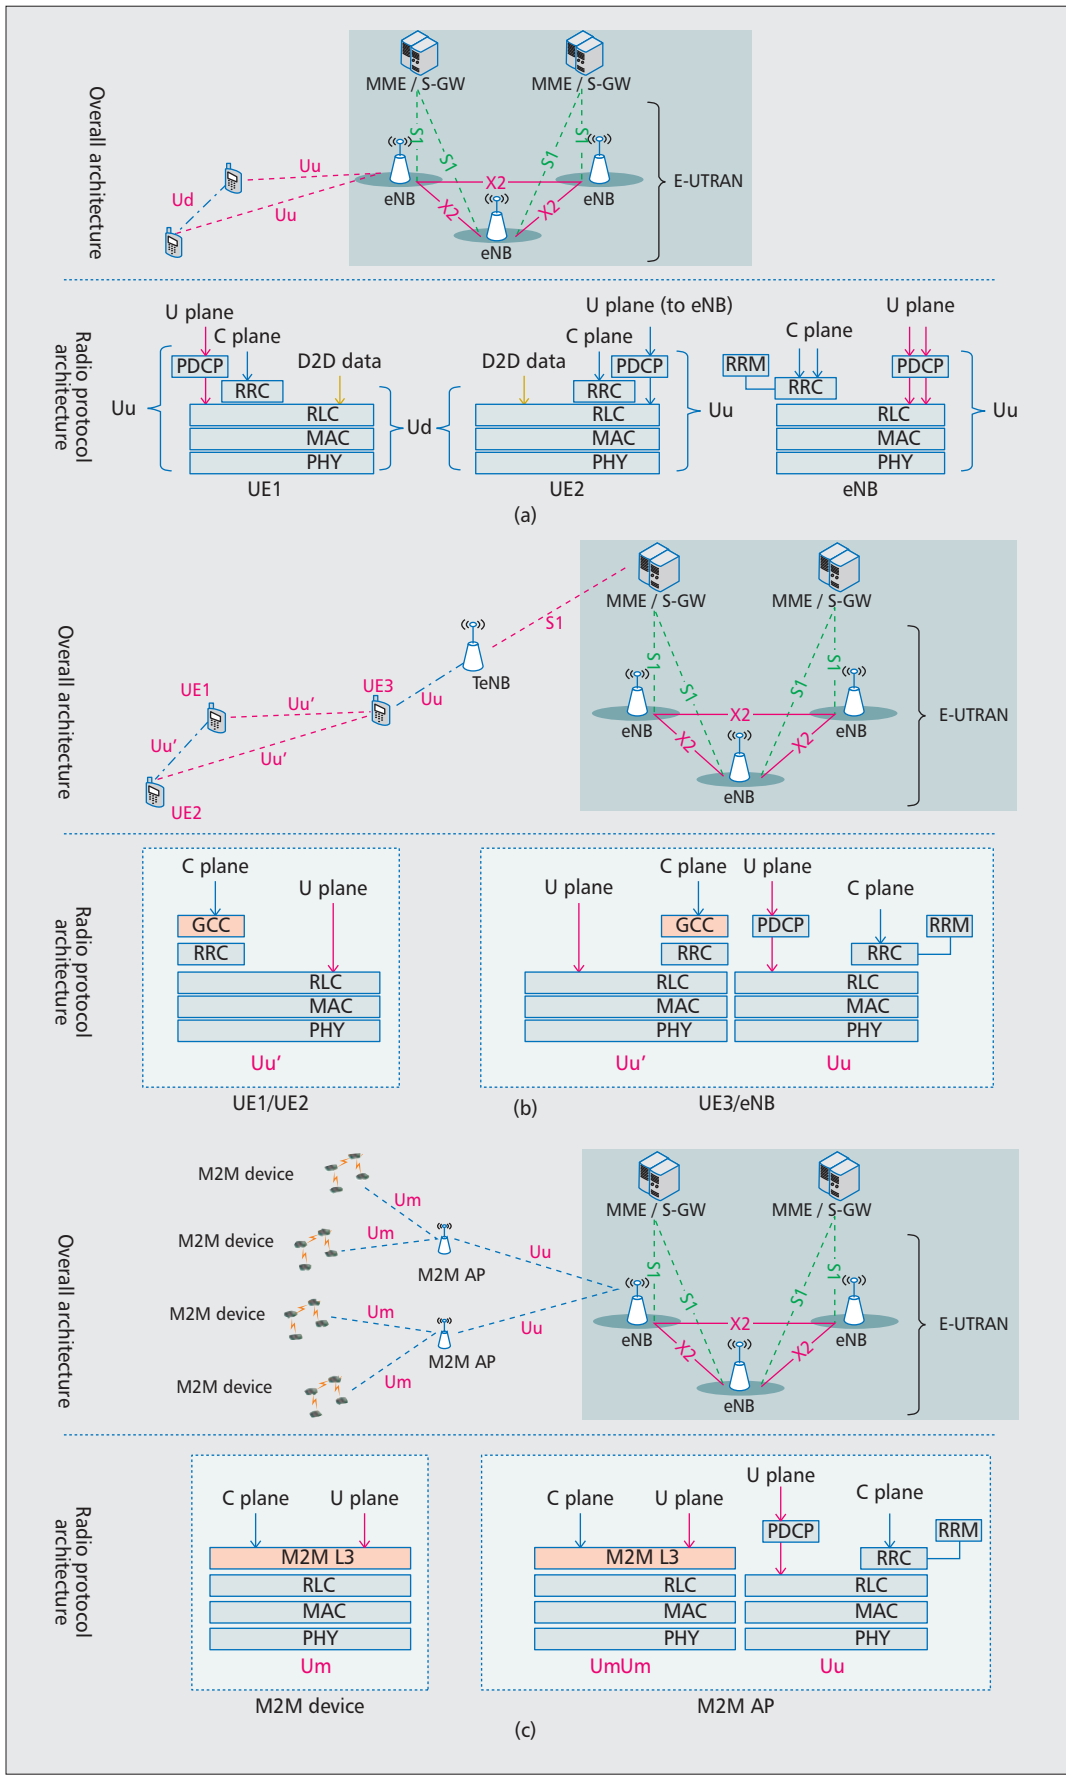 Overall architecture
MME / S-GW
MME / S-GW
S1
S1
S1
S1
Uu
Ud
Uu
eNB
X2
eNB
X2
X2
eNB
E-UTRAN
Radio protocol
architecture
U plane
C plane
PDCP
D2D data
RRC
Uu
RLC
MAC
PHY
UE1
Ud
U plane (to eNB)
C plane
D2D data
PDCP
RRC
RLC
MAC
PHY
Uu
UE2
U plane
C plane
RRM
PDCP
RRC
RLC
MAC
PHY
Uu
eNB
(a)
Overall architecture
MME / S-GW
MME / S-GW
S1
TeNB
UE3
Uu
UE1
Uu’
Uu’
Uu’
UE2
S1
S1
S1
S1
eNB
X2
eNB
X2
X2
eNB
E-UTRAN
Radio protocol
architecture
C plane
U plane
GCC
RRC
RLC
MAC
PHY
Uu’
UE1/UE2
U plane
C plane
U plane
C plane
GCC
PDCP
RRM
RRC
RRC
RLC
RLC
MAC
MAC
PHY
PHY
Uu’
Uu
UE3/eNB
(b)
Overall architecture
M2M device
Um
M2M device
Um
M2M AP
Uu
M2M device
Um
M2M AP
Uu
M2M device
Um
MME / S-GW
MME / S-GW
S1
S1
S1
S1
eNB
X2
eNB
X2
X2
eNB
E-UTRAN
Radio protocol
architecture
C plane
U plane
M2M L3
RLC
MAC
PHY
Um
M2M device
C plane
U plane
U plane
C plane
PDCP
RRM
M2M L3
RRC
RLC
RLC
MAC
MAC
PHY
PHY
UmUm
Uu
M2M AP
(c)